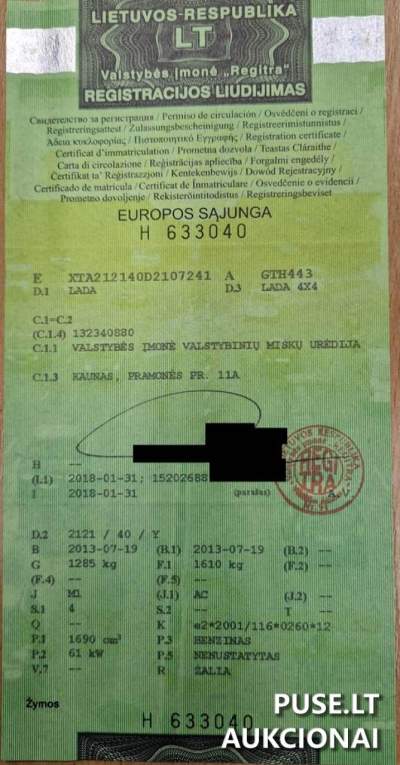 LIETUVOS RESPUBLIKA
LT
Valstybės įmonė „Regitra"
REGISTRACIJOS LIUDIJIMAS
Свидетелство за регистрация / Permiso de circulación / Osvědčení o registraci /
Registreringsattest / Zulassungsbescheinigung / Registreerimistunnistus /
Άδεια κυκλοφορίας / Πιστοποιητικό Εγγραφής / Registration certificate /
Certificat d'immatriculation / Prometna dozvola / Teastas Cláraithe /
Carta di circolazione / Reģistrācijas apliecība / Forgalmi engedély /
Ċertifikat ta' Reġistrazzjoni / Kentekenbewijs / Dowód Rejestracyjny /
Certificado de matrícula / Certificat de Înmatriculare / Osvedčenie o evidencii /
Prometno dovoljenje / Rekisteröintitodistus / Registreringsbeviset
EUROPOS SĄJUNGA
H 633040
E XTA212140D2107241 A GTH443
D.1 LADA D.3 LADA 4X4
C.1=C.2
(C.1.4) 132340880
C.1.1 VALSTYBĖS ĮMONĖ VALSTYBINIŲ MIŠKŲ URĖDIJA
C.1.3 KAUNAS, PRAMONĖS PR. 11A
H ---
(I.1) 2018-01-31; 15202688
I 2018-01-31 (parašas) A.V.
LIETUVOS RESPUBLIKA
REGI
TRA
D.2 2121 / 40 / Y
B 2013-07-19 (B.1) 2013-07-19 (B.2) ---
G 1285 kg F.1 1610 kg (F.2) ---
(F.4) --- (F.5) ---
J M1 (J.1) AC (J.2) ---
S.1 4 S.2 --- T ---
Q --- K e2*2001/116*0260*12
P.1 1690 cm³ P.3 BENZINAS
P.2 61 kW P.5 NENUSTATYTAS
V.7 --- R ŽALIA
Žymos
H 633040
PUSE.LT
AUKCIONAI